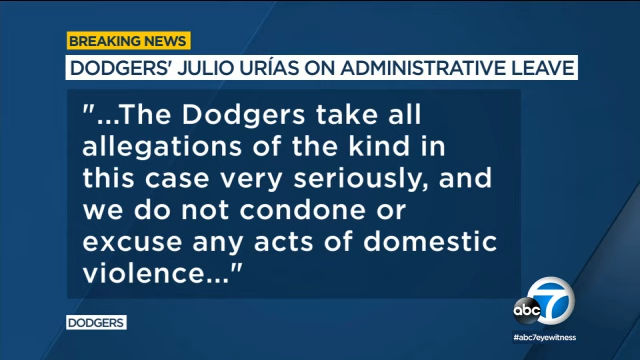 BREAKING NEWS
DODGERS' JULIO URÍAS ON ADMINISTRATIVE LEAVE
"...The Dodgers take all
allegations of the kind in
this case very seriously, and
we do not condone or
excuse any acts of domestic
violence..."
DODGERS
abc 7
#abc7eyewitness